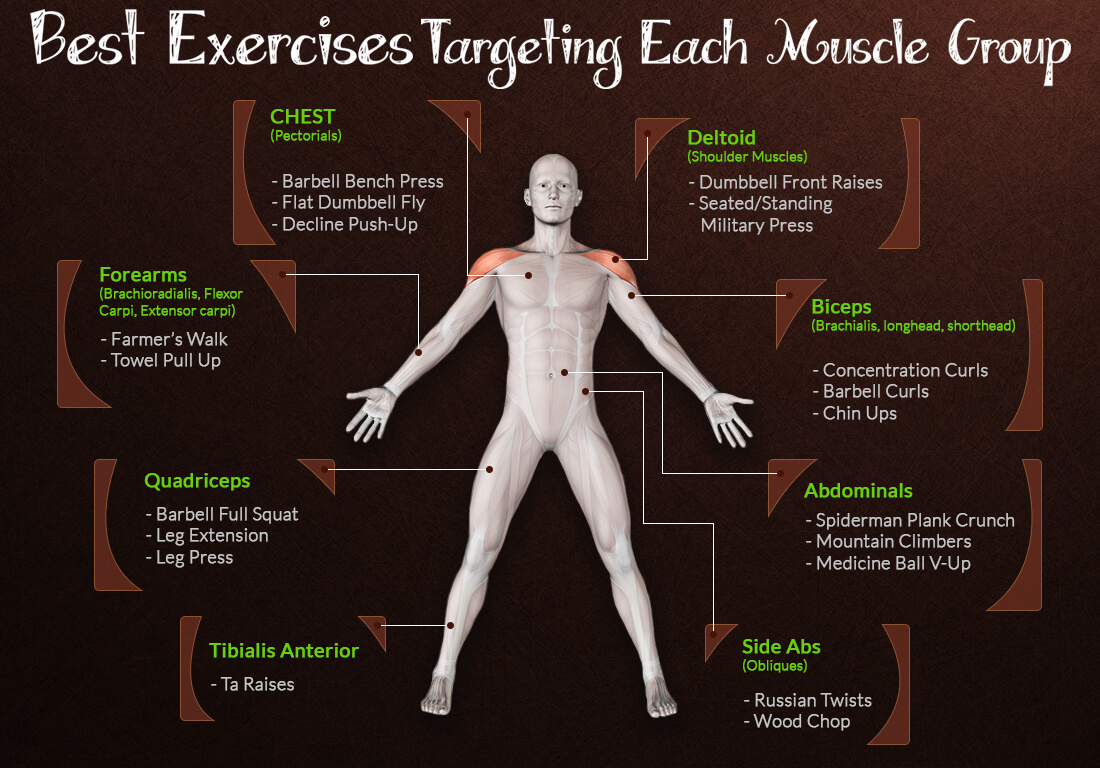 Best Exercises Targeting Each Muscle Group
CHEST
(Pectorials)
- Barbell Bench Press
- Flat Dumbbell Fly
- Decline Push-Up
Deltoid
(Shoulder Muscles)
- Dumbbell Front Raises
- Seated/Standing
Military Press
Forearms
(Brachioradialis, Flexor
Carpi, Extensor carpi)
- Farmer's Walk
- Towel Pull Up
Biceps
(Brachialis, longhead, shorthead)
- Concentration Curls
- Barbell Curls
- Chin Ups
Quadriceps
- Barbell Full Squat
- Leg Extension
- Leg Press
Abdominals
- Spiderman Plank Crunch
- Mountain Climbers
- Medicine Ball V-Up
Tibialis Anterior
- Ta Raises
Side Abs
(Obliques)
- Russian Twists
- Wood Chop